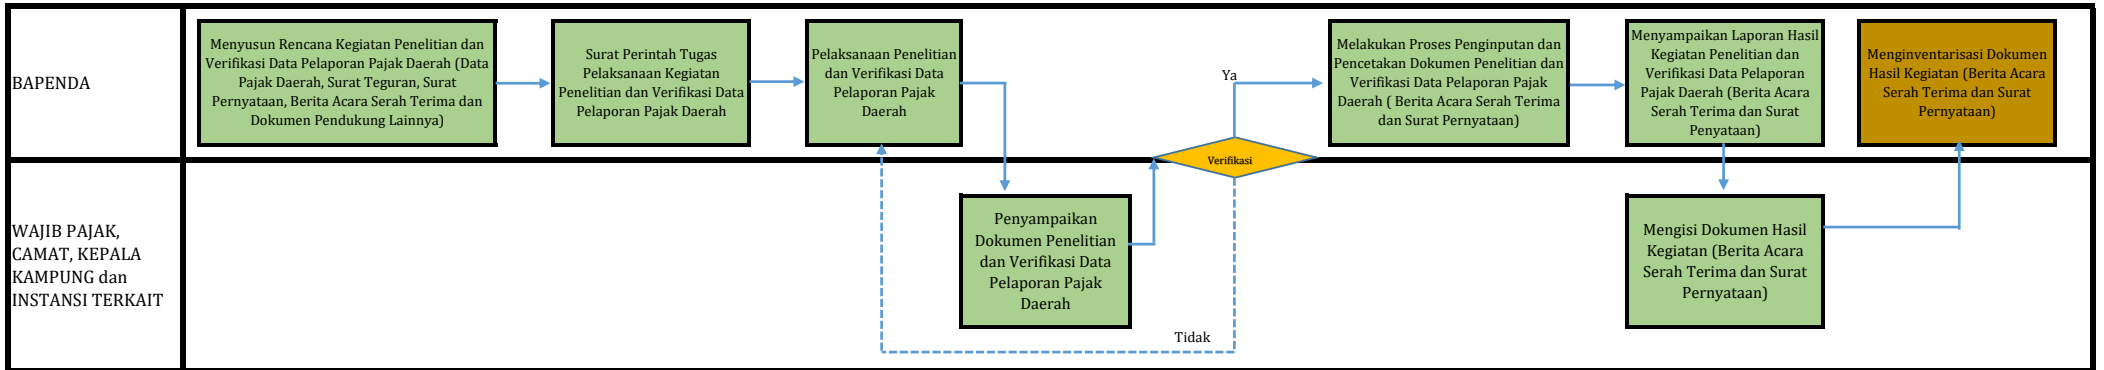 BAPENDA
Menyusun Rencana Kegiatan Penelitian dan
Verifikasi Data Pelaporan Pajak Daerah (Data
Pajak Daerah, Surat Teguran, Surat
Pernyataan, Berita Acara Serah Terima dan
Dokumen Pendukung Lainnya)
Surat Perintah Tugas
Pelaksanaan Kegiatan
Penelitian dan Verifikasi Data
Pelaporan Pajak Daerah
Pelaksanaan Penelitian
dan Verifikasi Data
Pelaporan Pajak
Daerah
Ya
Verifikasi
Melakukan Proses Penginputan dan
Pencetakan Dokumen Penelitian dan
Verifikasi Data Pelaporan Pajak
Daerah ( Berita Acara Serah Terima
dan Surat Pernyataan)
Menyampaikan Laporan Hasil
Kegiatan Penelitian dan
Verifikasi Data Pelaporan
Pajak Daerah (Berita Acara
Serah Terima dan Surat
Penyataan)
Menginventarisasi Dokumen
Hasil Kegiatan (Berita Acara
Serah Terima dan Surat
Pernyataan)
WAJIB PAJAK,
CAMAT, KEPALA
KAMPUNG dan
INSTANSI TERKAIT
Penyampaikan
Dokumen Penelitian
dan Verifikasi Data
Pelaporan Pajak
Daerah
Tidak
Mengisi Dokumen Hasil
Kegiatan (Berita Acara
Serah Terima dan Surat
Pernyataan)